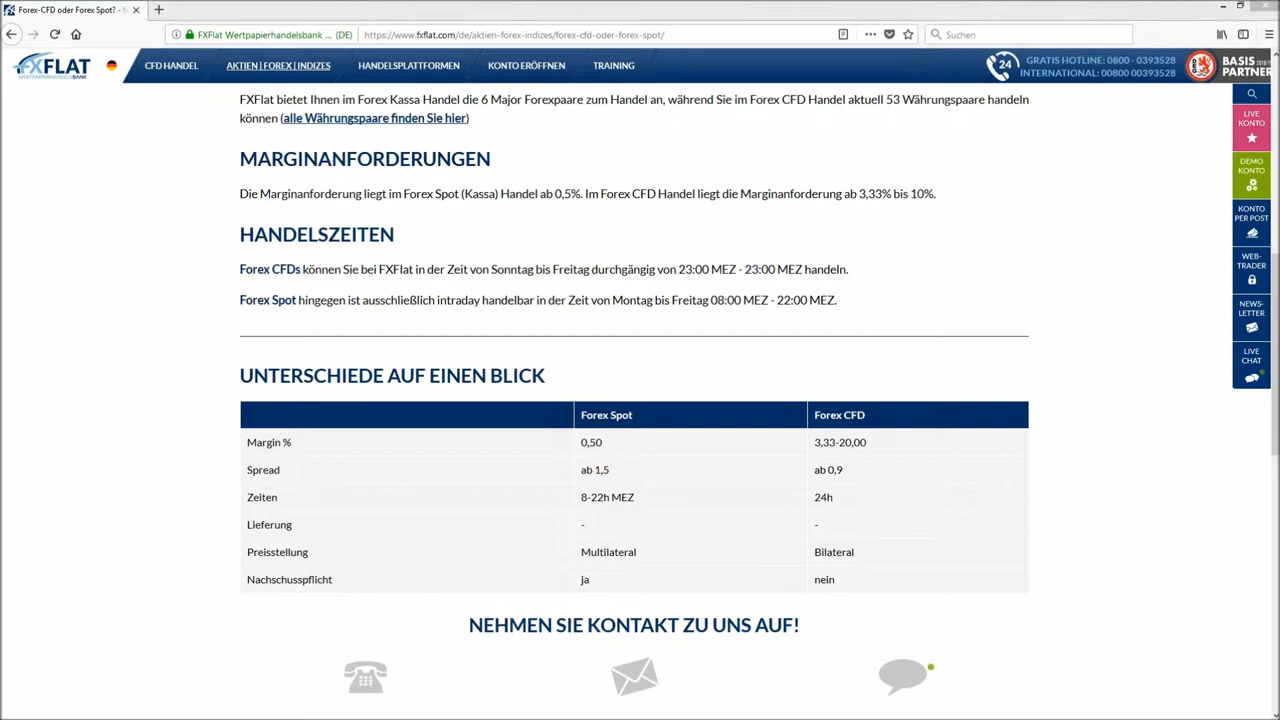 Forex-CFD oder Forex Spot? -
FXFlat Wertpapierhandelsbank ... (DE)
https://www.fxflat.com/de/aktien-forex-indizes/forex-cfd-oder-forex-spot/
Suchen
FXFLAT
WERTPAPIERHANDELSBANK
CFD HANDEL
AKTIEN | FOREX | INDIZES
HANDELSPLATTFORMEN
KONTO ERÖFFNEN
TRAINING
24
GRATIS HOTLINE: 0800 - 0393528
INTERNATIONAL: 00800 00393528
BASIS
PARTNER
FXFlat bietet Ihnen im Forex Kassa Handel die 6 Major Forexpaare zum Handel an, während Sie im Forex CFD Handel aktuell 53 Währungspaare handeln
können (alle Währungspaare finden Sie hier)
MARGINANFORDERUNGEN
Die Marginanforderung liegt im Forex Spot (Kassa) Handel ab 0,5%. Im Forex CFD Handel liegt die Marginanforderung ab 3,33% bis 10%.
HANDELSZEITEN
Forex CFDs können Sie bei FXFlat in der Zeit von Sonntag bis Freitag durchgängig von 23:00 MEZ - 23:00 MEZ handeln.
Forex Spot hingegen ist ausschließlich intraday handelbar in der Zeit von Montag bis Freitag 08:00 MEZ - 22:00 MEZ.
UNTERSCHIEDE AUF EINEN BLICK
Forex Spot Forex CFD
Margin % 0,50 3,33-20,00
Spread ab 1,5 ab 0,9
Zeiten 8-22h MEZ 24h
Lieferung - -
Preisstellung Multilateral Bilateral
Nachschusspflicht ja nein
NEHMEN SIE KONTAKT ZU UNS AUF!
LIVE
KONTO
DEMO
KONTO
KONTO
PER POST
WEB-
TRADER
NEWS-
LETTER
LIVE
CHAT